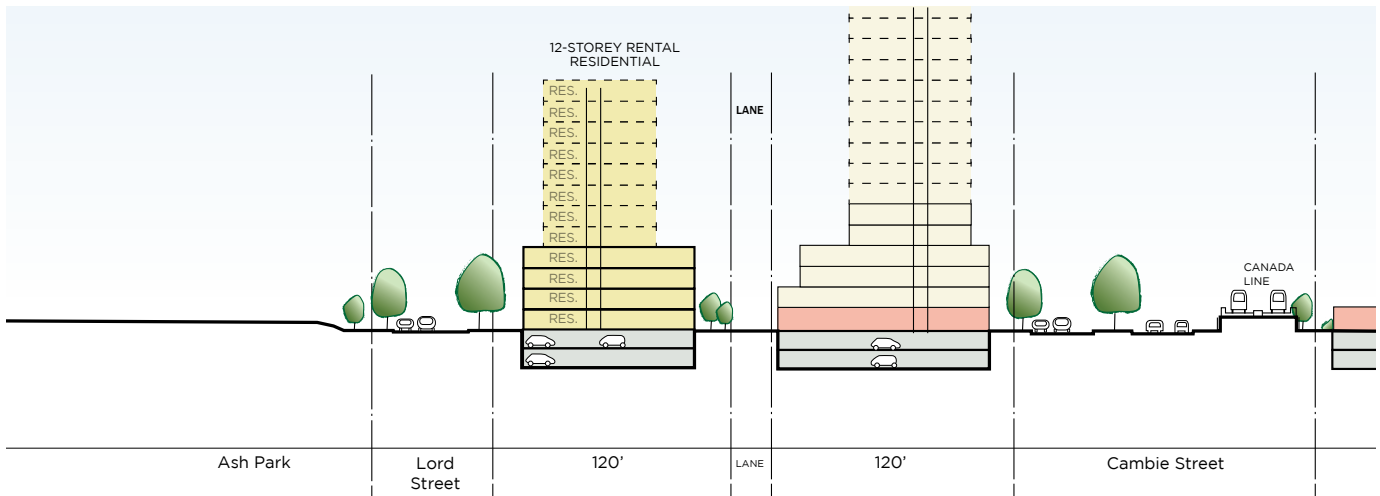 12-STOREY RENTAL
RESIDENTIAL
RES.
RES.
RES.
RES.
RES.
RES.
RES.
RES.
RES.
RES.
RES.
RES.
LANE
CANADA
LINE
Ash Park
Lord
Street
120’
LANE
120’
Cambie Street